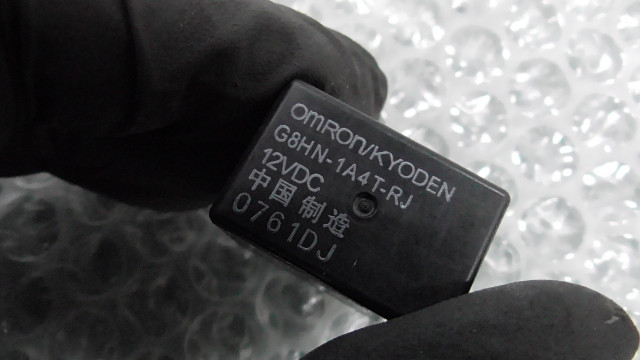 OMRON/KYODEN
G8HN-1A4T-RJ
12VDC
中国制造
0761DJ